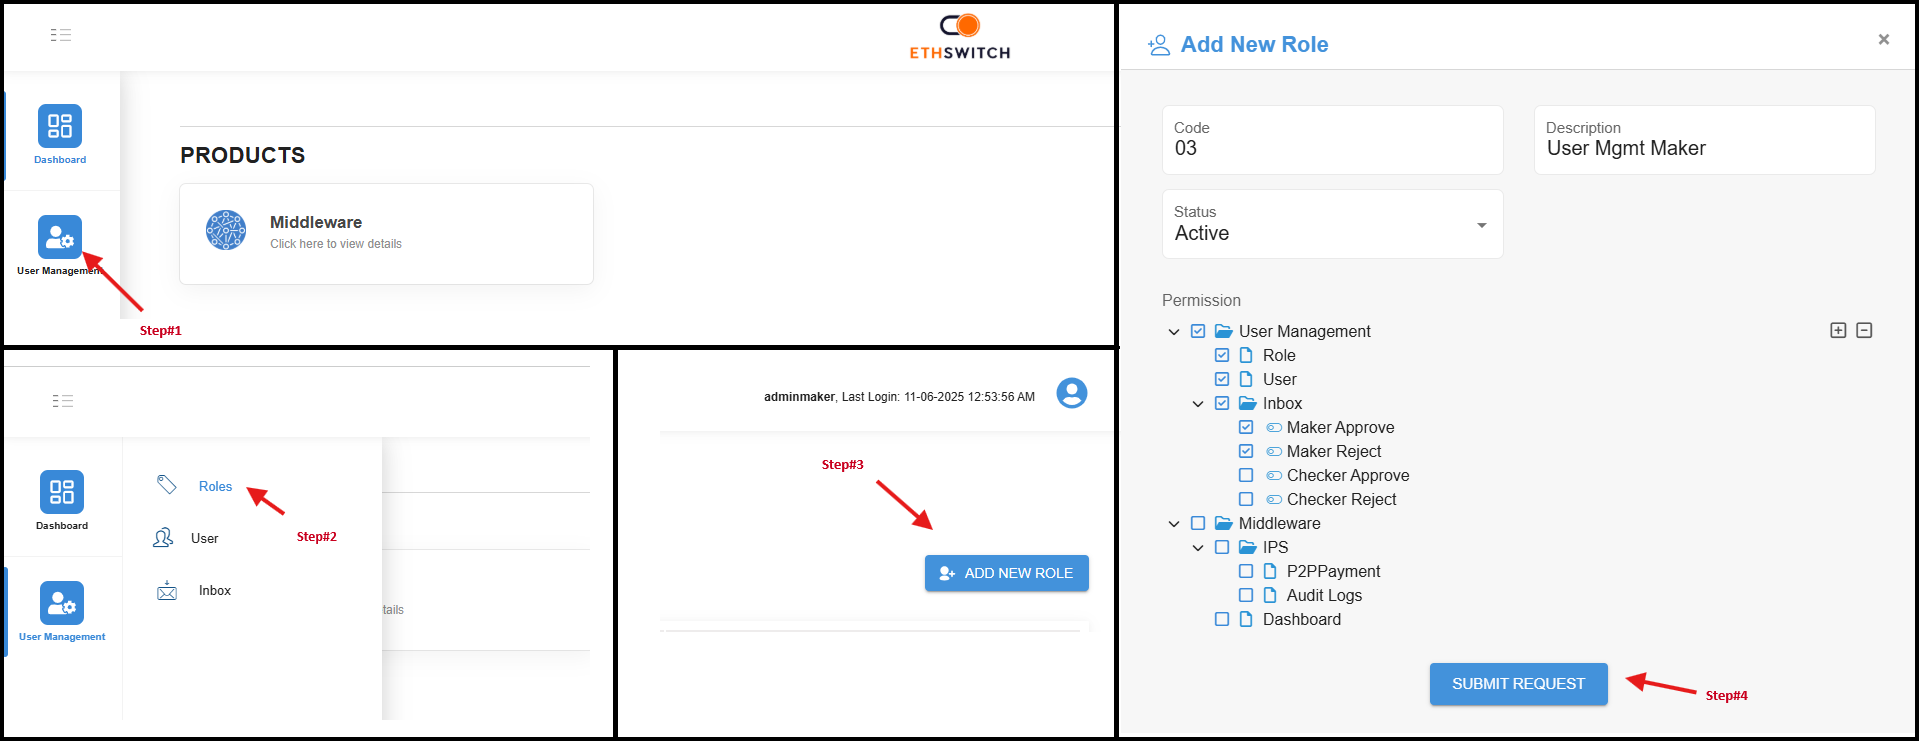 ETHSWITCH
Dashboard
User Management
PRODUCTS
Middleware
Click here to view details
Step#1
Dashboard
User Management
Roles
User
Inbox
Step#2
tails
adminmaker, Last Login: 11-06-2025 12:53:56 AM
Step#3
ADD NEW ROLE
Add New Role
×
Code
03
Description
User Mgmt Maker
Status
Active
Permission
User Management
Role
User
Inbox
Maker Approve
Maker Reject
Checker Approve
Checker Reject
Middleware
IPS
P2PPayment
Audit Logs
Dashboard
SUBMIT REQUEST
Step#4